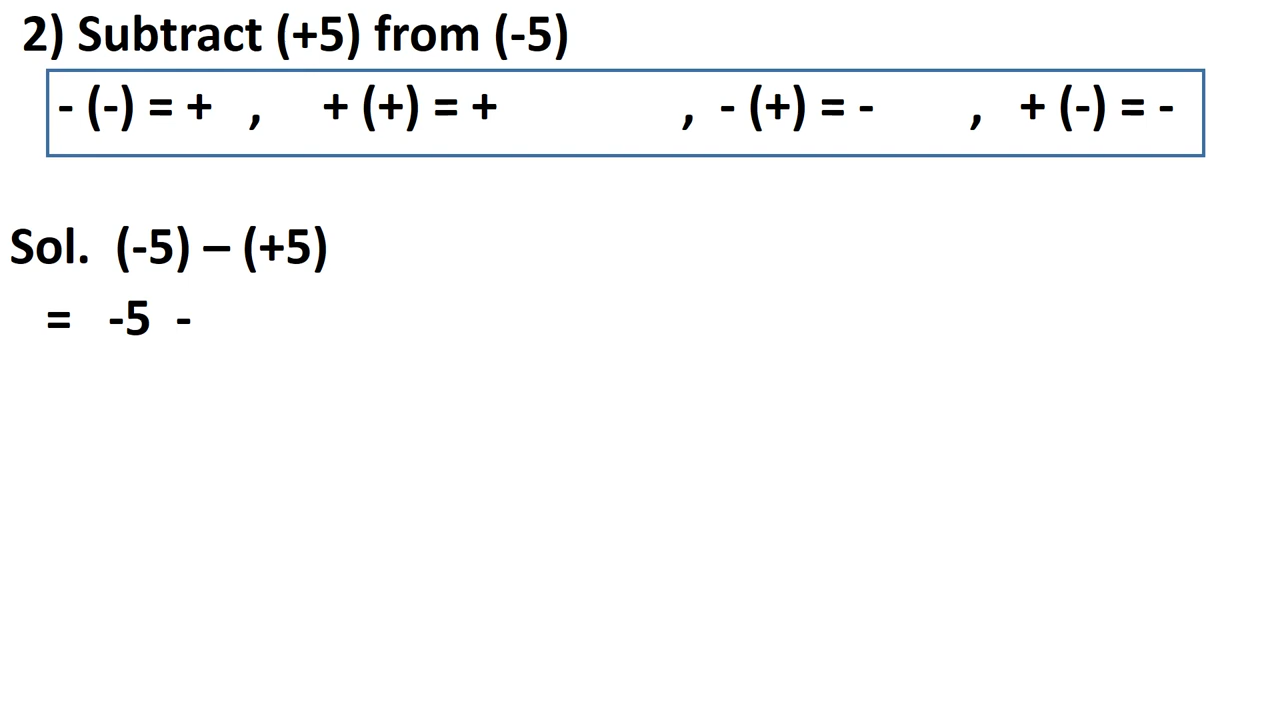 2) Subtract (+5) from (-5)
- (-) = + , + (+) = + , - (+) = - , + (-) = -
Sol. (-5) – (+5)
= -5 -